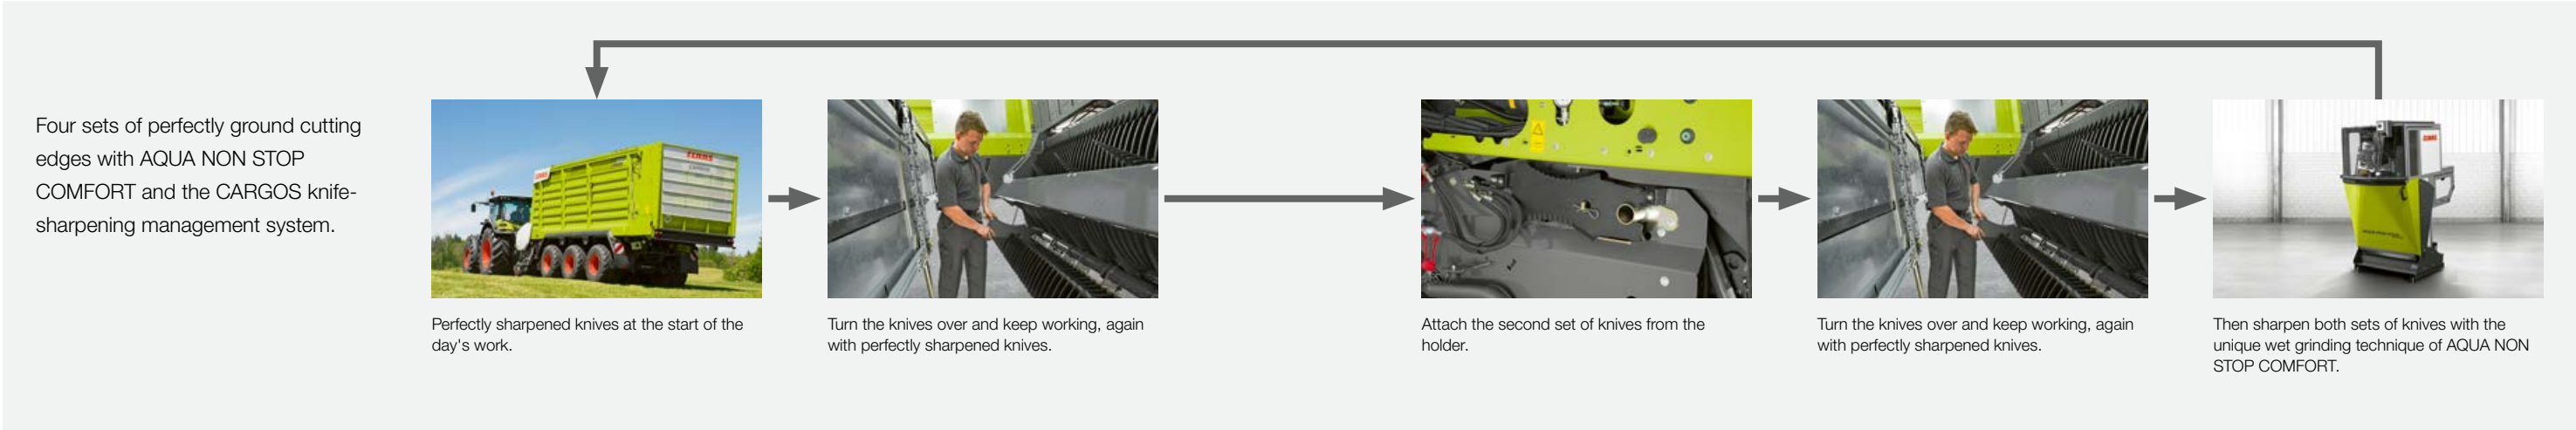 Four sets of perfectly ground cutting
edges with AQUA NON STOP
COMFORT and the CARGOS knife-
sharpening management system.
CLAAS
Perfectly sharpened knives at the start of the
day's work.
Turn the knives over and keep working, again
with perfectly sharpened knives.
Attach the second set of knives from the
holder.
Turn the knives over and keep working, again
with perfectly sharpened knives.
CLAAS
Then sharpen both sets of knives with the
unique wet grinding technique of AQUA NON
STOP COMFORT.